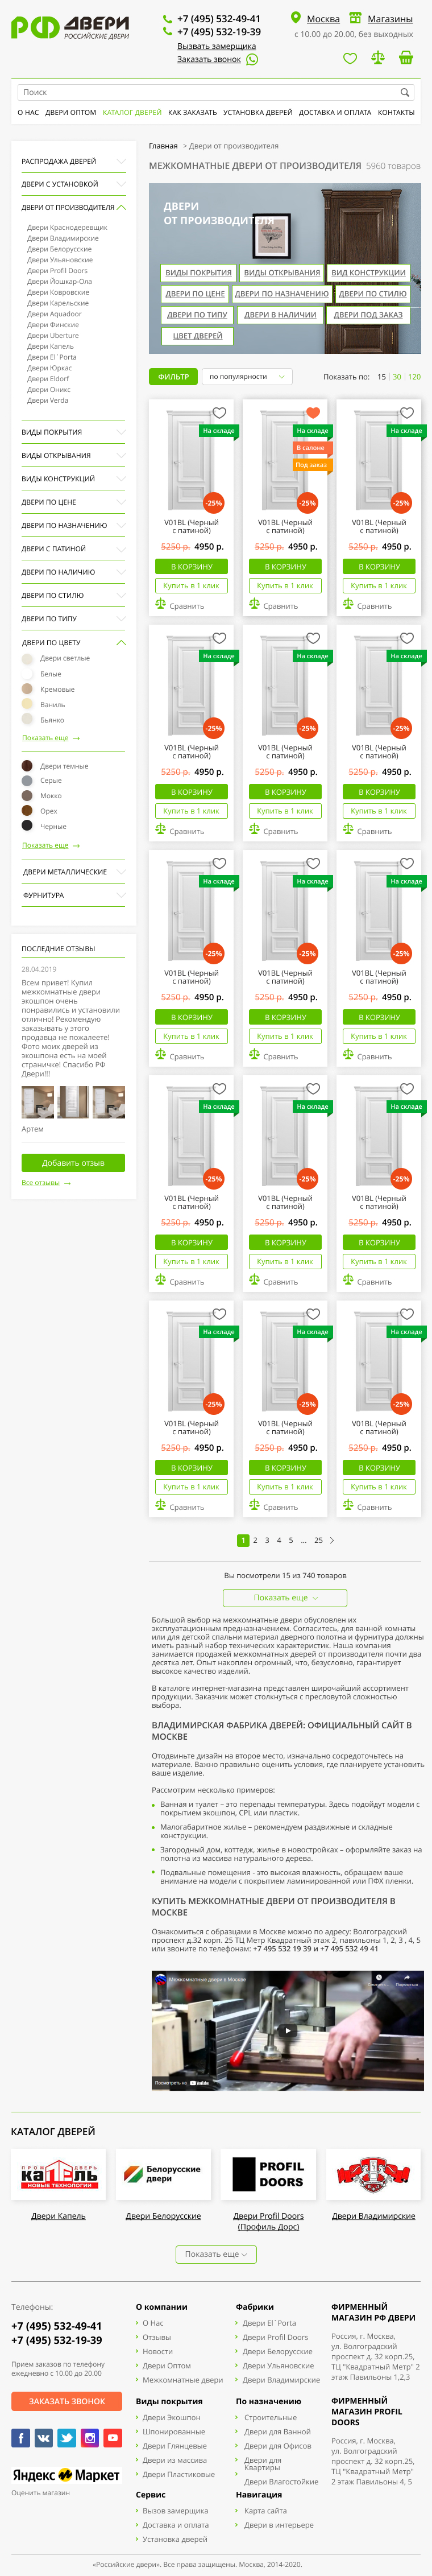 РФ ДВЕРИ
РОССИЙСКИЕ ДВЕРИ
+7 (495) 532-49-41
+7 (495) 532-19-39
Вызвать замерщика
Заказать звонок
Москва Магазины
с 10.00 до 20.00, без выходных
Поиск
О НАС ДВЕРИ ОПТОМ КАТАЛОГ ДВЕРЕЙ КАК ЗАКАЗАТЬ УСТАНОВКА ДВЕРЕЙ ДОСТАВКА И ОПЛАТА КОНТАКТЫ
РАСПРОДАЖА ДВЕРЕЙ
ДВЕРИ С УСТАНОВКОЙ
ДВЕРИ ОТ ПРОИЗВОДИТЕЛЯ
Двери Краснодеревщик
Двери Владимирские
Двери Белорусские
Двери Ульяновские
Двери Profil Doors
Двери Йошкар-Ола
Двери Ковровские
Двери Карельские
Двери Aquadoor
Двери Финские
Двери Uberture
Двери Капель
Двери El`Porta
Двери Юркас
Двери Eldorf
Двери Оникс
Двери Verda
ВИДЫ ПОКРЫТИЯ
ВИДЫ ОТКРЫВАНИЯ
ВИДЫ КОНСТРУКЦИЙ
ДВЕРИ ПО ЦЕНЕ
ДВЕРИ ПО НАЗНАЧЕНИЮ
ДВЕРИ С ПАТИНОЙ
ДВЕРИ ПО НАЛИЧИЮ
ДВЕРИ ПО СТИЛЮ
ДВЕРИ ПО ТИПУ
ДВЕРИ ПО ЦВЕТУ
Двери светлые
Белые
Кремовые
Ваниль
Бьянко
Показать еще
Двери темные
Серые
Мокко
Орех
Черные
Показать еще
ДВЕРИ МЕТАЛЛИЧЕСКИЕ
ФУРНИТУРА
ПОСЛЕДНИЕ ОТЗЫВЫ
28.04.2019
Всем привет! Купил
межкомнатные двери
экошпон очень
понравились и установили
отлично! Рекомендую
заказывать у этого
продавца не пожалеете!
Фото моих дверей из
экошпона есть на моей
страничке! Спасибо РФ
Двери!!!
Артем
Добавить отзыв
Все отзывы
Главная > Двери от производителя
МЕЖКОМНАТНЫЕ ДВЕРИ ОТ ПРОИЗВОДИТЕЛЯ 5960 товаров
ДВЕРИ
ОТ ПРОИЗВОДИТЕЛЯ
ВИДЫ ПОКРЫТИЯ ВИДЫ ОТКРЫВАНИЯ ВИД КОНСТРУКЦИИ
ДВЕРИ ПО ЦЕНЕ ДВЕРИ ПО НАЗНАЧЕНИЮ ДВЕРИ ПО СТИЛЮ
ДВЕРИ ПО ТИПУ ДВЕРИ В НАЛИЧИИ ДВЕРИ ПОД ЗАКАЗ
ЦВЕТ ДВЕРЕЙ
ФИЛЬТР по популярности Показать по: 15 | 30 | 120
На складе На складе На складе
В салоне
Под заказ
-25% -25% -25%
V01BL (Черный V01BL (Черный V01BL (Черный
с патиной) с патиной) с патиной)
5250 р. 4950 р. 5250 р. 4950 р. 5250 р. 4950 р.
В КОРЗИНУ В КОРЗИНУ В КОРЗИНУ
Купить в 1 клик Купить в 1 клик Купить в 1 клик
Сравнить Сравнить Сравнить
На складе На складе На складе
-25% -25% -25%
V01BL (Черный V01BL (Черный V01BL (Черный
с патиной) с патиной) с патиной)
5250 р. 4950 р. 5250 р. 4950 р. 5250 р. 4950 р.
В КОРЗИНУ В КОРЗИНУ В КОРЗИНУ
Купить в 1 клик Купить в 1 клик Купить в 1 клик
Сравнить Сравнить Сравнить
На складе На складе На складе
-25% -25% -25%
V01BL (Черный V01BL (Черный V01BL (Черный
с патиной) с патиной) с патиной)
5250 р. 4950 р. 5250 р. 4950 р. 5250 р. 4950 р.
В КОРЗИНУ В КОРЗИНУ В КОРЗИНУ
Купить в 1 клик Купить в 1 клик Купить в 1 клик
Сравнить Сравнить Сравнить
На складе На складе На складе
-25% -25% -25%
V01BL (Черный V01BL (Черный V01BL (Черный
с патиной) с патиной) с патиной)
5250 р. 4950 р. 5250 р. 4950 р. 5250 р. 4950 р.
В КОРЗИНУ В КОРЗИНУ В КОРЗИНУ
Купить в 1 клик Купить в 1 клик Купить в 1 клик
Сравнить Сравнить Сравнить
На складе На складе На складе
-25% -25% -25%
V01BL (Черный V01BL (Черный V01BL (Черный
с патиной) с патиной) с патиной)
5250 р. 4950 р. 5250 р. 4950 р. 5250 р. 4950 р.
В КОРЗИНУ В КОРЗИНУ В КОРЗИНУ
Купить в 1 клик Купить в 1 клик Купить в 1 клик
Сравнить Сравнить Сравнить
1 2 3 4 5 ... 25
Вы посмотрели 15 из 740 товаров
Показать еще
Большой выбор на межкомнатные двери обусловлен их
эксплуатационным предназначением. Согласитесь, для ванной комнаты
или для детской спальни материал дверного полотна и фурнитура должны
иметь разный набор технических характеристик. Наша компания
занимается продажей межкомнатных дверей от производителя почти два
десятка лет. Опыт накоплен огромный, что, безусловно, гарантирует
высокое качество изделий.
В каталоге интернет-магазина представлен широчайший ассортимент
продукции. Заказчик может столкнуться с пресловутой сложностью
выбора.
ВЛАДИМИРСКАЯ ФАБРИКА ДВЕРЕЙ: ОФИЦИАЛЬНЫЙ САЙТ В
МОСКВЕ
Отодвиньте дизайн на второе место, изначально сосредоточьтесь на
материале. Важно правильно оценить условия, где планируете установить
ваше изделие.
Рассмотрим несколько примеров:
Ванная и туалет – это перепады температуры. Здесь подойдут модели с
покрытием экошпон, CPL или пластик.
Малогабаритное жилье – рекомендуем раздвижные и складные
конструкции.
Загородный дом, коттедж, жилье в новостройках – оформляйте заказ на
полотна из массива натурального дерева.
Подвальные помещения - это высокая влажность, обращаем ваше
внимание на модели с покрытием ламинированной или ПФХ пленки.
КУПИТЬ МЕЖКОМНАТНЫЕ ДВЕРИ ОТ ПРОИЗВОДИТЕЛЯ В
МОСКВЕ
Ознакомиться с образцами в Москве можно по адресу: Волгоградский
проспект д.32 корп. 25 ТЦ Метр Квадратный этаж 2, павильоны 1, 2, 3 , 4, 5
или звоните по телефонам: +7 495 532 19 39 и +7 495 532 49 41
Межкомнатные двери в Москве
Поделиться
Посмотреть на YouTube
КАТАЛОГ ДВЕРЕЙ
ПРОМ ДВЕРЬ
капель
НОВЫЕ ТЕХНОЛОГИИ
Белорусские
двери
PROFIL
DOORS
Двери Капель Двери Белорусские Двери Profil Doors Двери Владимирские
(Профиль Дорс)
Показать еще
Телефоны:
+7 (495) 532-49-41
+7 (495) 532-19-39
Прием заказов по телефону
ежедневно с 10.00 до 20.00
ЗАКАЗАТЬ ЗВОНОК
Яндекс Маркет
Оценить магазин
О компании
О Нас
Отзывы
Новости
Двери Оптом
Межкомнатные двери
Виды покрытия
Двери Экошпон
Шпонированные
Двери Глянцевые
Двери из массива
Двери Пластиковые
Сервис
Вызов замерщика
Доставка и оплата
Установка дверей
Фабрики
Двери El`Porta
Двери Profil Doors
Двери Белорусские
Двери Ульяновские
Двери Владимирские
По назначению
Строительные
Двери для Ванной
Двери для Офисов
Двери для
Квартиры
Двери Влагостойкие
Навигация
Карта сайта
Двери в интерьере
ФИРМЕННЫЙ
МАГАЗИН РФ ДВЕРИ
Россия, г. Москва,
ул. Волгоградский
проспект д. 32 корп.25,
ТЦ "Квадратный Метр" 2
этаж Павильоны 1,2,3
ФИРМЕННЫЙ
МАГАЗИН PROFIL
DOORS
Россия, г. Москва,
ул. Волгоградский
проспект д. 32 корп.25,
ТЦ "Квадратный Метр"
2 этаж Павильоны 4, 5
«Российские двери». Все права защищены. Москва, 2014-2020.